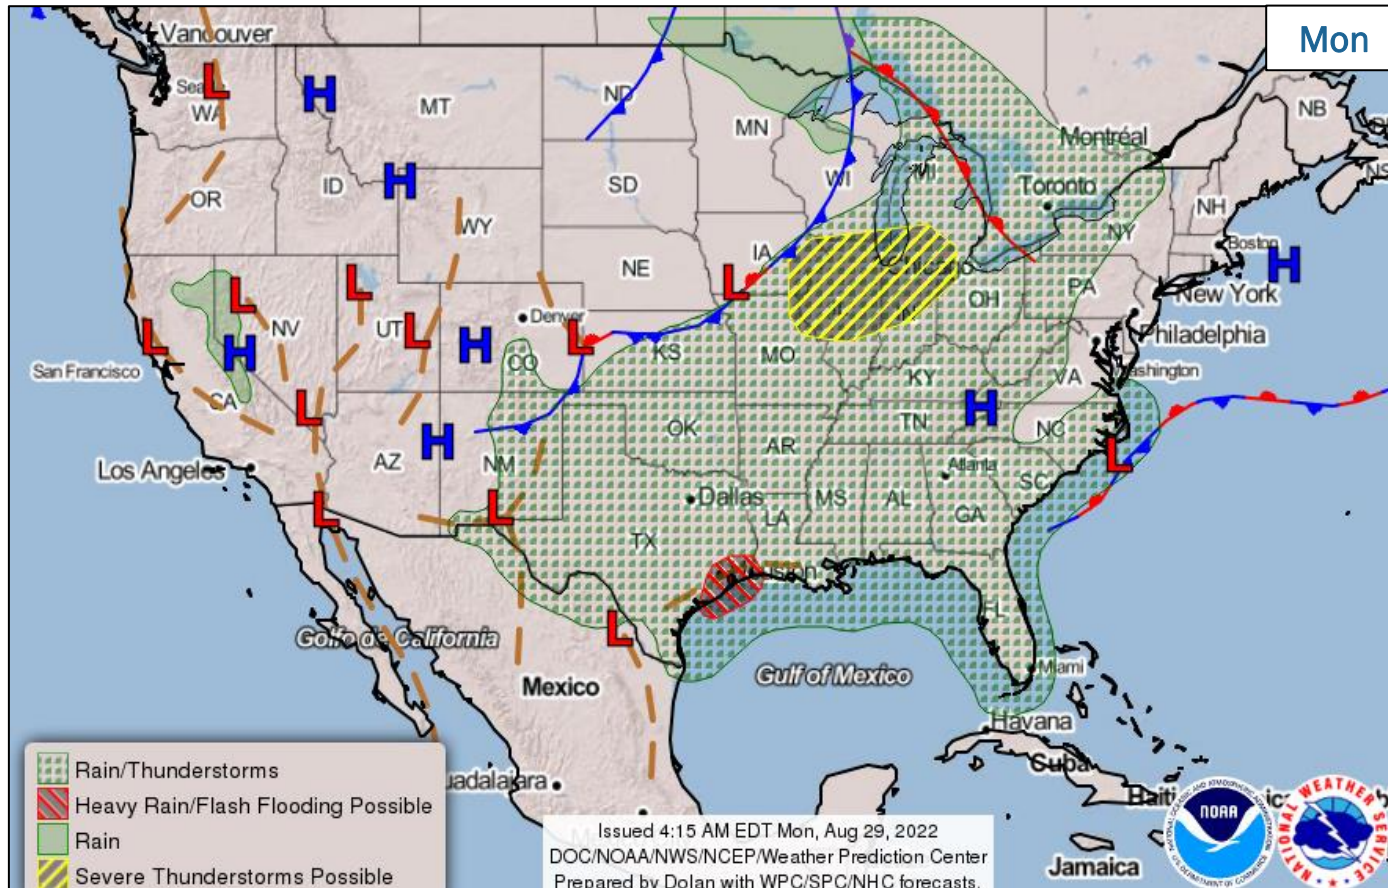 Mon
Vancouver
H
L
WA
MT
ND
MN
NB
Montréal
OR
ID
H
SD
WI
MI
Toronto
NH
WY
NY
Boston
IA
H
NE
Chicago
L
L
L
New York
PA
OH
NV
UT
L
Denver
Philadelphia
L
H
H
CO
L
KS
MO
San Francisco
KY
VA
Washington
CA
L
H
TN
H
NC
OK
AR
Los Angeles
AZ
NM
Atlanta
L
SC
Dallas
MS
AL
GA
LA
L
L
TX
FL
L
Golfo de California
Gulf of Mexico
Miami
Mexico
Havana
Cuba
Jamaica
Rain/Thunderstorms
Heavy Rain/Flash Flooding Possible
Rain
Severe Thunderstorms Possible
Issued 4:15 AM EDT Mon, Aug 29, 2022
DOC/NOAA/NWS/NCEP/Weather Prediction Center
Prepared by Dolan with WPC/SPC/NHC forecasts.
NOAA
NATIONAL WEATHER SERVICE